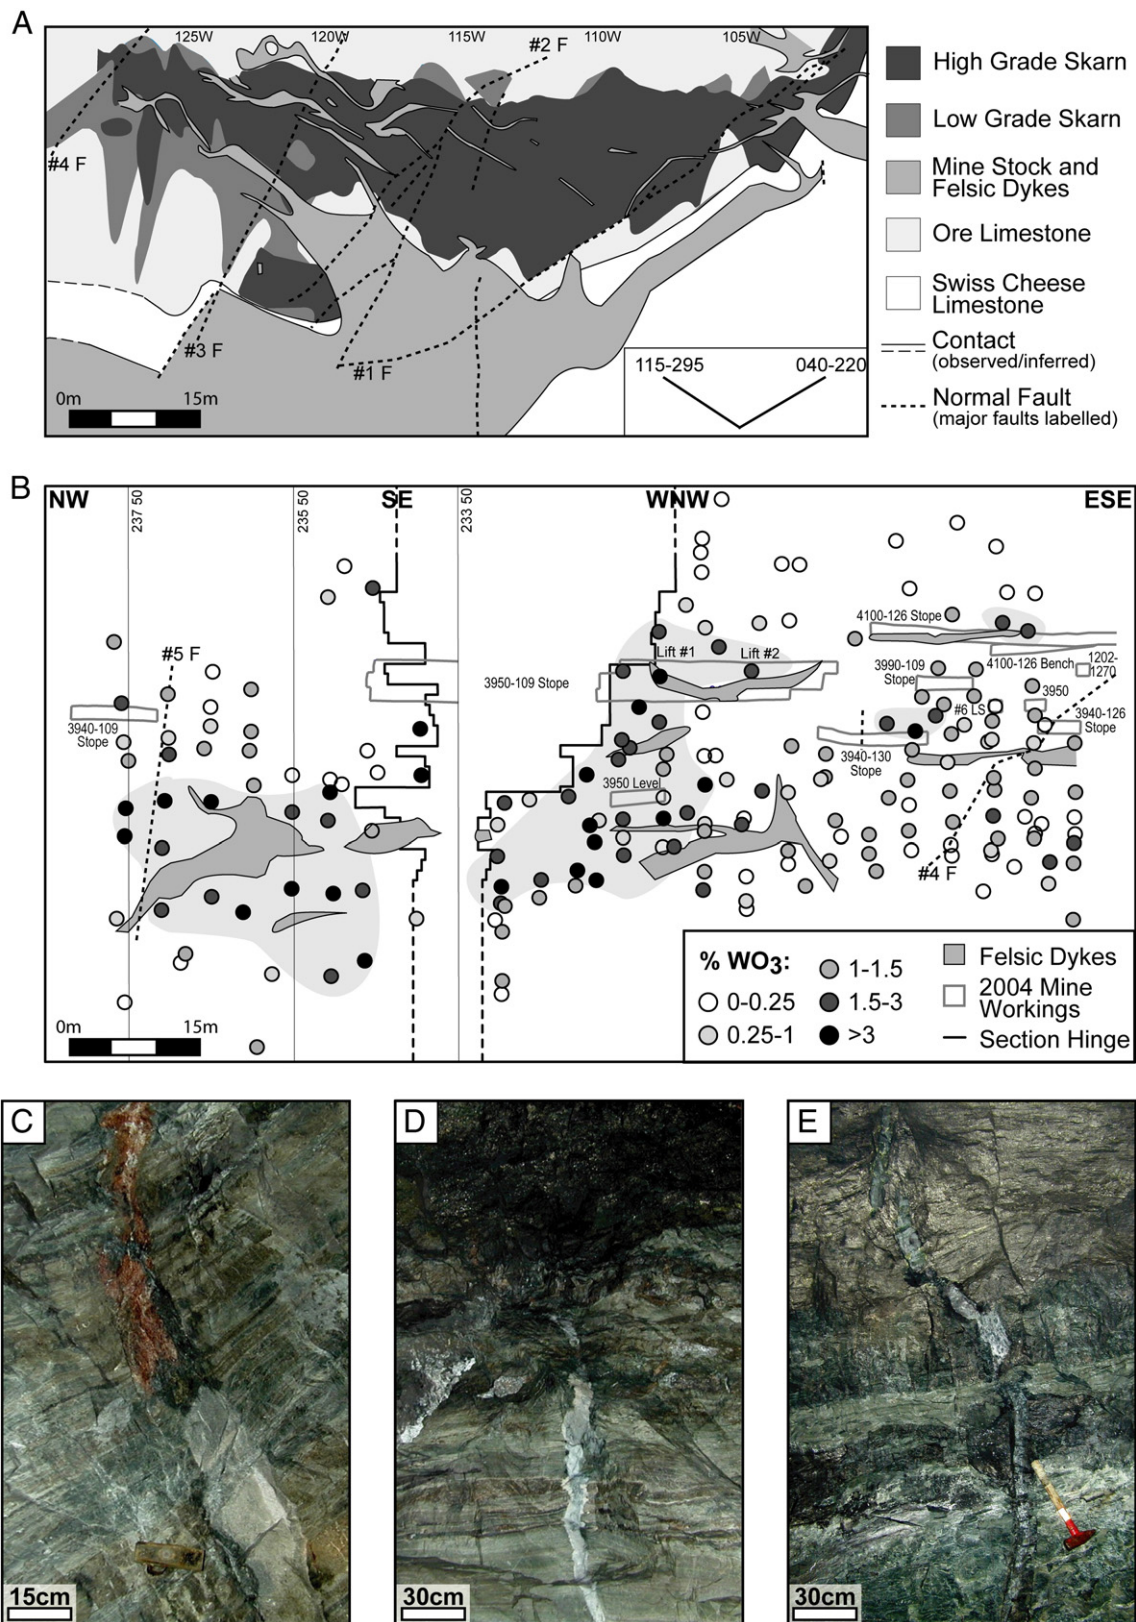 A
125W 120W 115W 110W 105W
#2 F
#4 F
#3 F
#1 F
0m 15m
115-295 040-220
High Grade Skarn
Low Grade Skarn
Mine Stock and
Felsic Dykes
Ore Limestone
Swiss Cheese
Limestone
Contact
(observed/inferred)
Normal Fault
(major faults labelled)
B
NW SE WNW ESE
237 50
235 50
233 50
#5 F
3940-109
Stope
3950-109 Stope
Lift #1 Lift #2
3950 Level
4100-126 Stope
4100-126 Bench
1202-
1270
3990-109
Stope
#6 LS
3950
3940-126
Stope
3940-130
Stope
#4 F
0m 15m
% WO3:
0-0.25
0.25-1
1-1.5
1.5-3
>3
Felsic Dykes
2004 Mine
Workings
Section Hinge
C
15cm
D
30cm
E
30cm